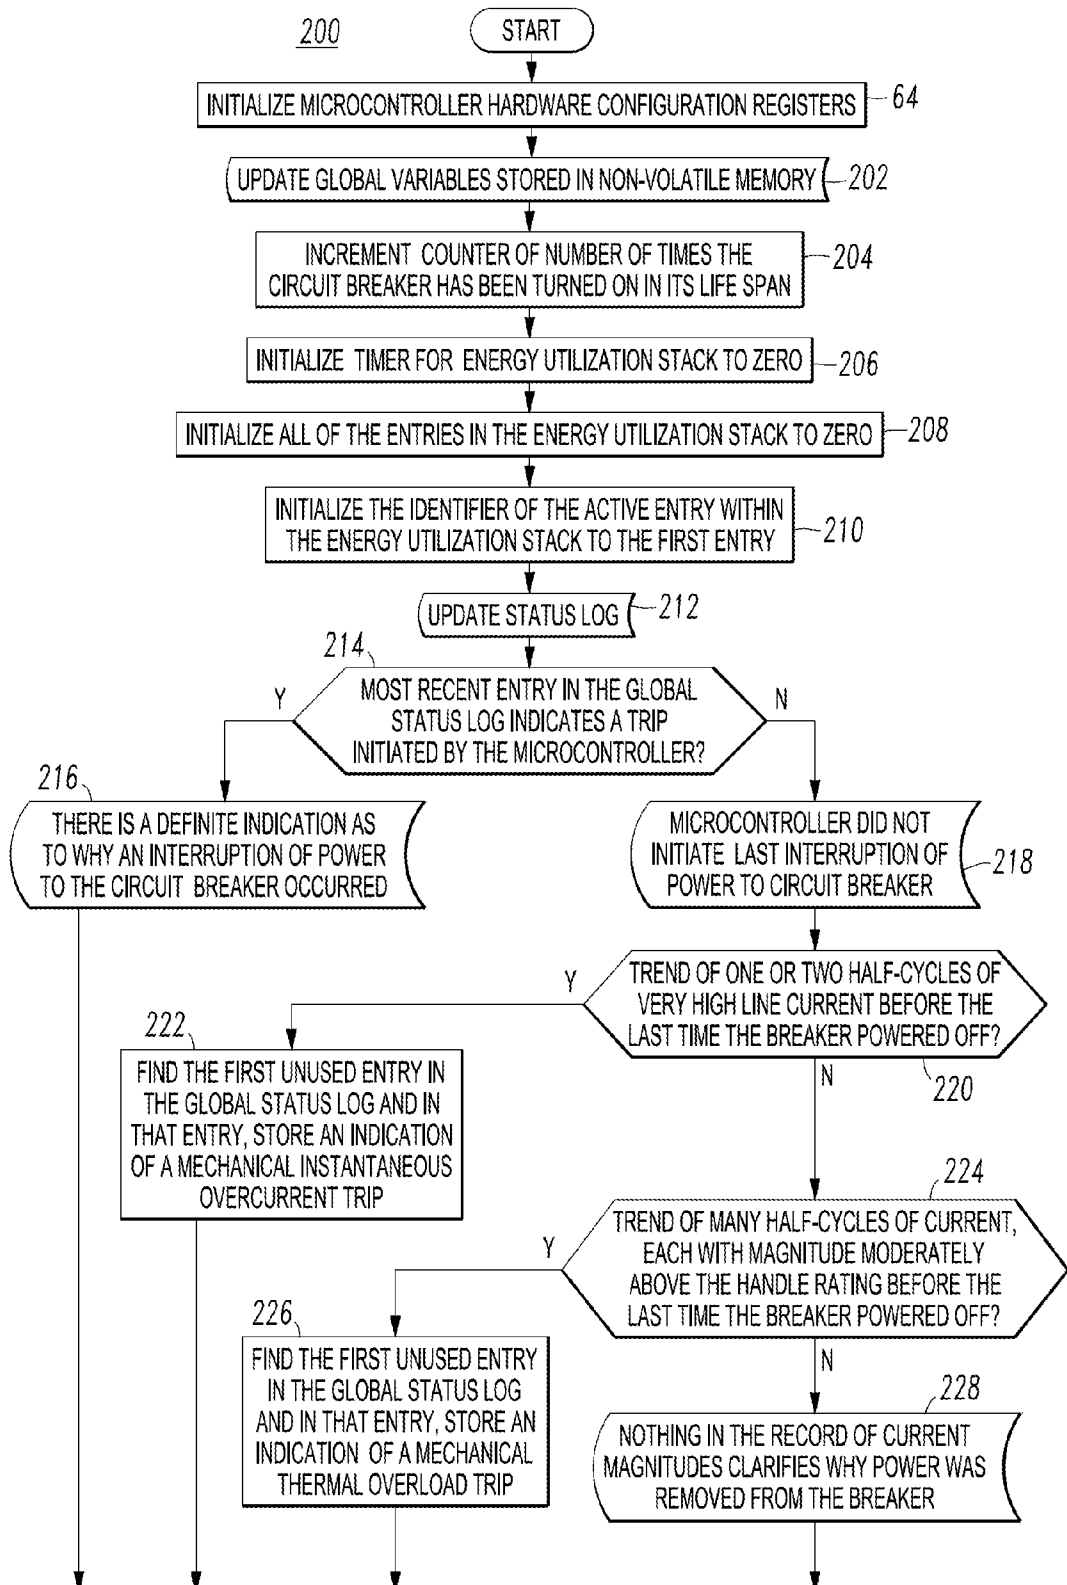 200
START
INITIALIZE MICROCONTROLLER HARDWARE CONFIGURATION REGISTERS
64
UPDATE GLOBAL VARIABLES STORED IN NON-VOLATILE MEMORY
202
INCREMENT COUNTER OF NUMBER OF TIMES THE
CIRCUIT BREAKER HAS BEEN TURNED ON IN ITS LIFE SPAN
204
INITIALIZE TIMER FOR ENERGY UTILIZATION STACK TO ZERO
206
INITIALIZE ALL OF THE ENTRIES IN THE ENERGY UTILIZATION STACK TO ZERO
208
INITIALIZE THE IDENTIFIER OF THE ACTIVE ENTRY WITHIN
THE ENERGY UTILIZATION STACK TO THE FIRST ENTRY
210
UPDATE STATUS LOG
212
214
MOST RECENT ENTRY IN THE GLOBAL
STATUS LOG INDICATES A TRIP
INITIATED BY THE MICROCONTROLLER?
Y
N
216
THERE IS A DEFINITE INDICATION AS
TO WHY AN INTERRUPTION OF POWER
TO THE CIRCUIT BREAKER OCCURRED
MICROCONTROLLER DID NOT
INITIATE LAST INTERRUPTION OF
POWER TO CIRCUIT BREAKER
218
TREND OF ONE OR TWO HALF-CYCLES OF
VERY HIGH LINE CURRENT BEFORE THE
LAST TIME THE BREAKER POWERED OFF?
Y
N
220
222
FIND THE FIRST UNUSED ENTRY IN
THE GLOBAL STATUS LOG AND IN
THAT ENTRY, STORE AN INDICATION
OF A MECHANICAL INSTANTANEOUS
OVERCURRENT TRIP
224
TREND OF MANY HALF-CYCLES OF CURRENT,
EACH WITH MAGNITUDE MODERATELY
ABOVE THE HANDLE RATING BEFORE THE
LAST TIME THE BREAKER POWERED OFF?
Y
N
226
FIND THE FIRST UNUSED ENTRY
IN THE GLOBAL STATUS LOG
AND IN THAT ENTRY, STORE AN
INDICATION OF A MECHANICAL
THERMAL OVERLOAD TRIP
228
NOTHING IN THE RECORD OF CURRENT
MAGNITUDES CLARIFIES WHY POWER WAS
REMOVED FROM THE BREAKER